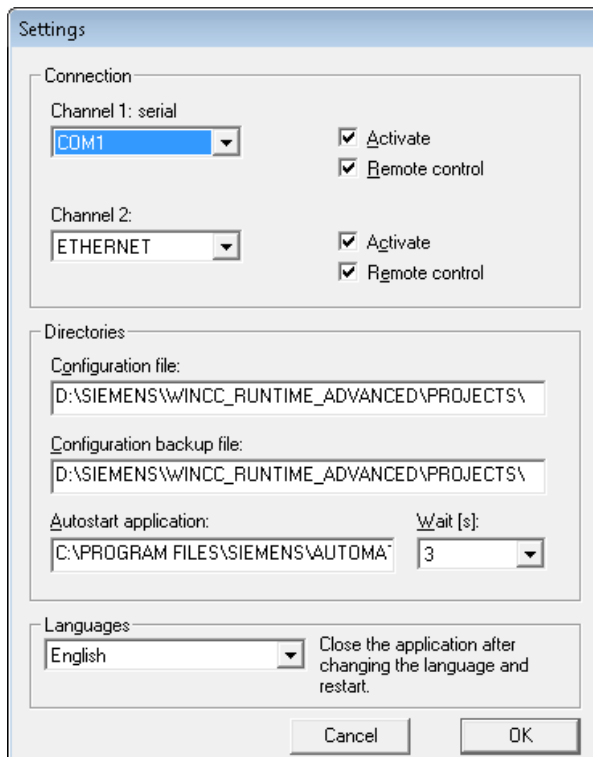 Settings
Connection
Channel 1: serial
COM1
Activate
Remote control
Channel 2:
ETHERNET
Activate
Remote control
Directories
Configuration file:
D:\SIEMENS\WINCC_RUNTIME_ADVANCED\PROJECTS\
Configuration backup file:
D:\SIEMENS\WINCC_RUNTIME_ADVANCED\PROJECTS\
Autostart application:
Wait [s]:
C:\PROGRAM FILES\SIEMENS\AUTOMAT
3
Languages
English
Close the application after
changing the language and
restart.
Cancel
OK